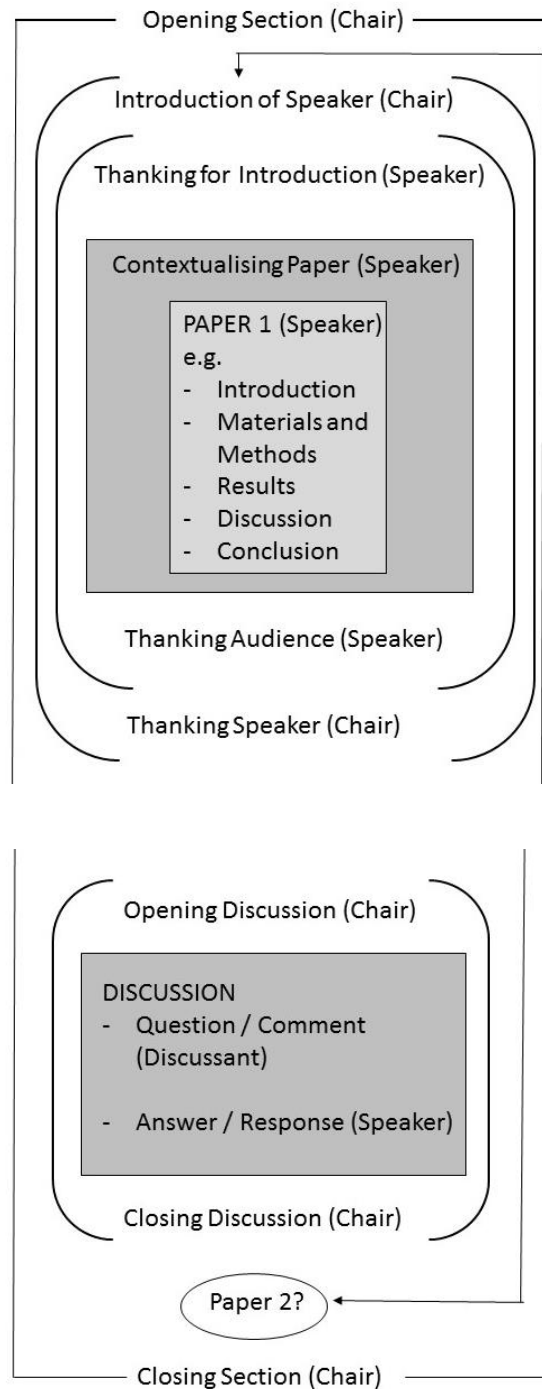 Opening Section (Chair)
Introduction of Speaker (Chair)
Thanking for Introduction (Speaker)
Contextualising Paper (Speaker)
PAPER 1 (Speaker)
e.g.
- Introduction
- Materials and
Methods
- Results
- Discussion
- Conclusion
Thanking Audience (Speaker)
Thanking Speaker (Chair)
Opening Discussion (Chair)
DISCUSSION
- Question / Comment
(Discussant)
- Answer / Response (Speaker)
Closing Discussion (Chair)
Paper 2?
Closing Section (Chair)